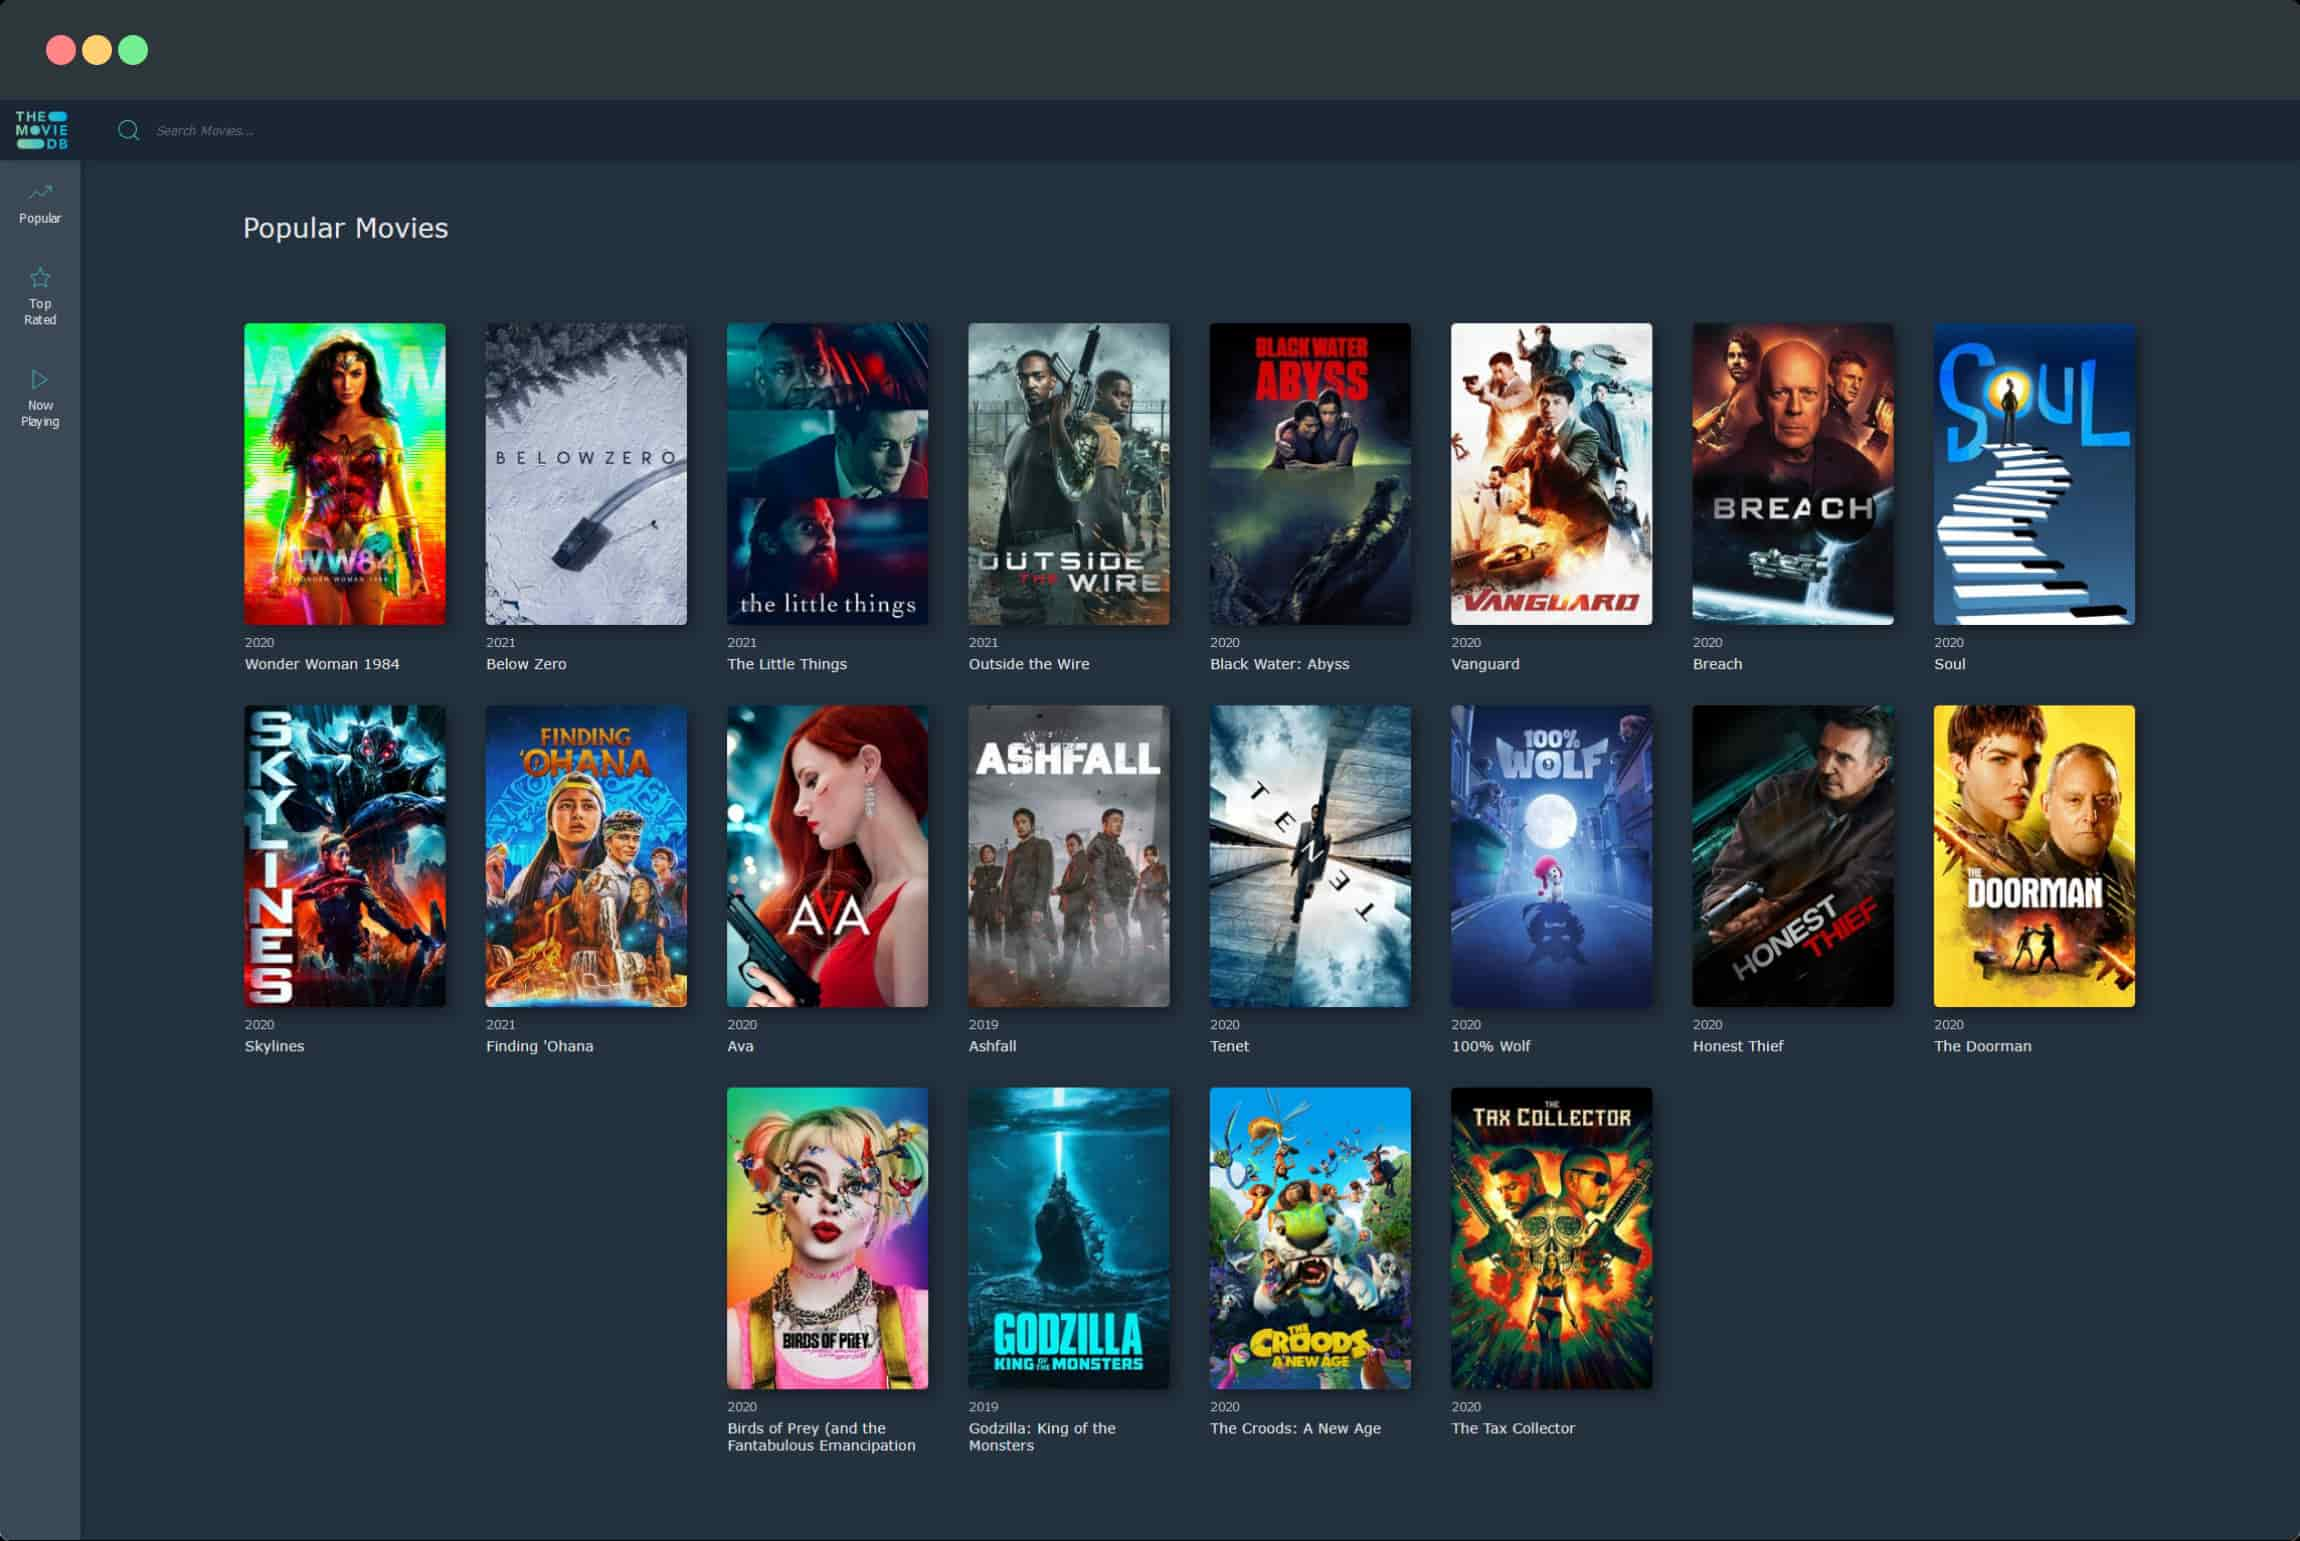 THE
MOVIE
DB
Search Movies...
Popular
Top
Rated
Now
Playing
Popular Movies
W W
WW84
WONDER WOMAN 1984
2020
Wonder Woman 1984
BELOWZERO
2021
Below Zero
the little things
2021
The Little Things
OUTSIDE
THE WIRE
2021
Outside the Wire
BLACK WATER
ABYSS
2020
Black Water: Abyss
VANGUARD
2020
Vanguard
BREACH
2020
Breach
SOUL
2020
Soul
SKYLINES
2020
Skylines
FINDING
'OHANA
2021
Finding 'Ohana
AVA
2020
Ava
ASHFALL
2019
Ashfall
TENET
2020
Tenet
100%
WOLF
2020
100% Wolf
HONEST
THIEF
2020
Honest Thief
THE
DOORMAN
2020
The Doorman
BIRDS OF PREY
2020
Birds of Prey (and the
Fantabulous Emancipation
GODZILLA
KING OF THE MONSTERS
2019
Godzilla: King of the
Monsters
THE
CROODS
A NEW AGE
2020
The Croods: A New Age
THE
TAX COLLECTOR
2020
The Tax Collector